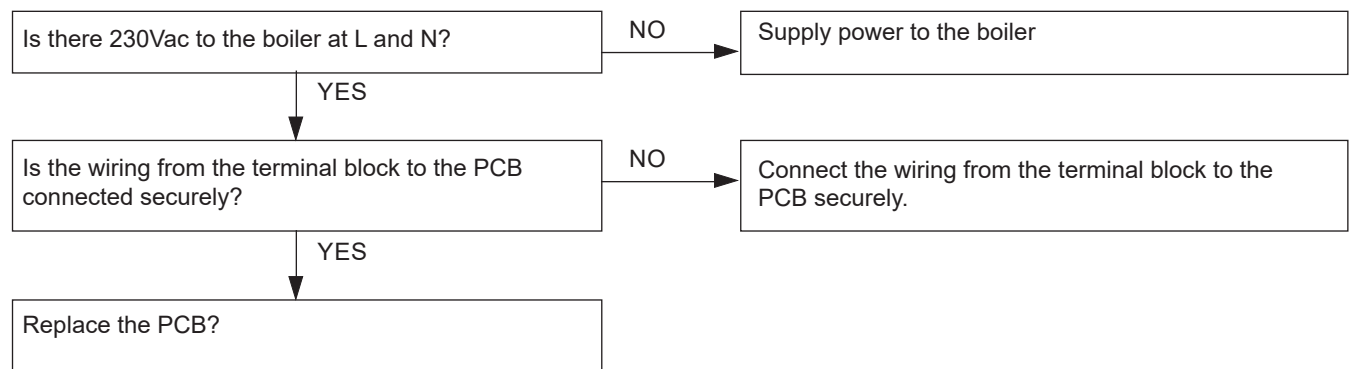 Is there 230Vac to the boiler at L and N?
NO
Supply power to the boiler
YES
Is the wiring from the terminal block to the PCB
connected securely?
NO
Connect the wiring from the terminal block to the
PCB securely.
YES
Replace the PCB?